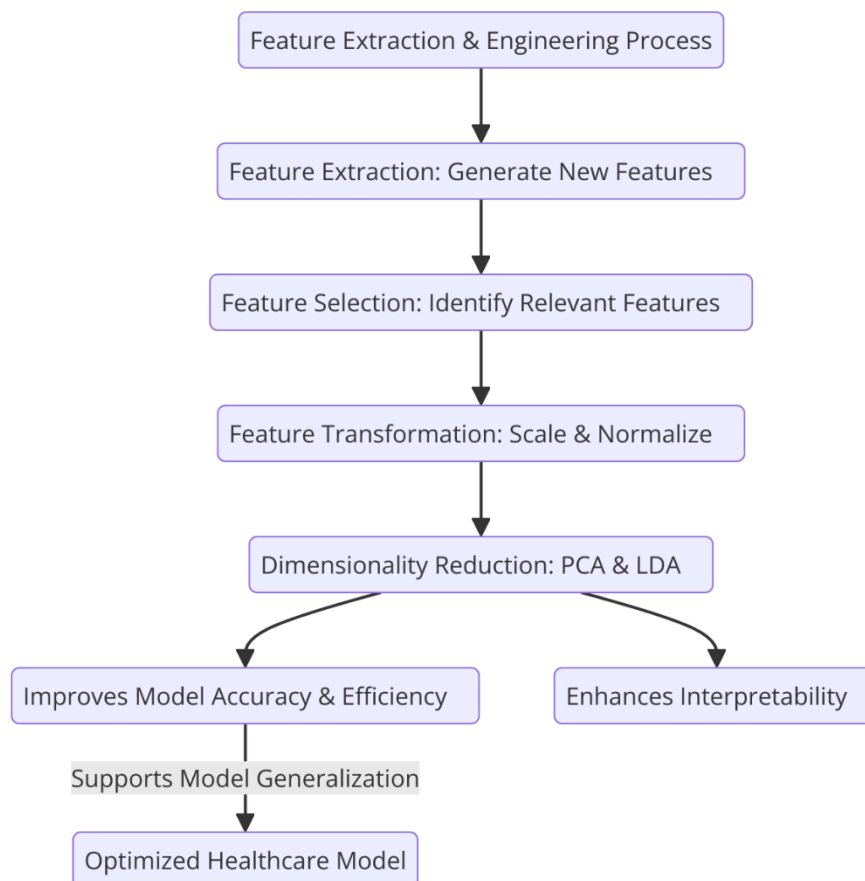 Feature Extraction & Engineering Process
Feature Extraction: Generate New Features
Feature Selection: Identify Relevant Features
Feature Transformation: Scale & Normalize
Dimensionality Reduction: PCA & LDA
Improves Model Accuracy & Efficiency
Enhances Interpretability
Supports Model Generalization
Optimized Healthcare Model